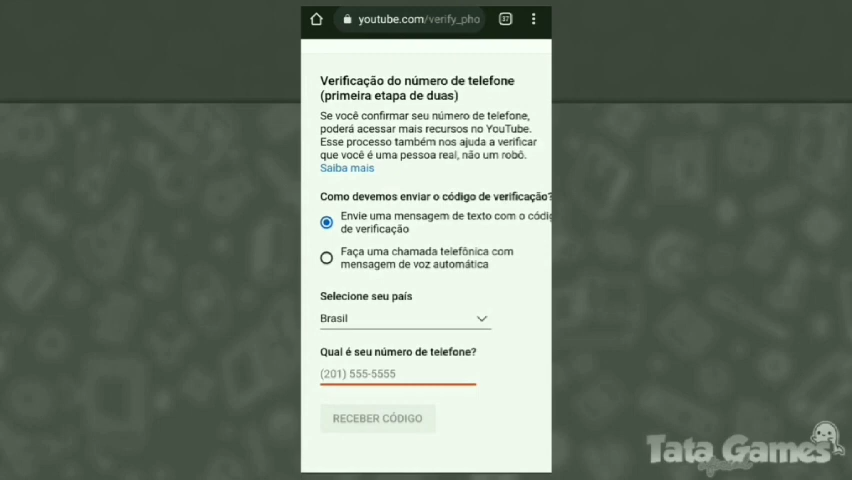 youtube.com/verify_pho
37
Verificação do número de telefone
(primeira etapa de duas)
Se você confirmar seu número de telefone,
poderá acessar mais recursos no YouTube.
Esse processo também nos ajuda a verificar
que você é uma pessoa real, não um robô.
Saiba mais
Como devemos enviar o código de verificação?
Envie uma mensagem de texto com o códig
de verificação
Faça uma chamada telefônica com
mensagem de voz automática
Selecione seu país
Brasil
Qual é seu número de telefone?
(201) 555-5555
RECEBER CÓDIGO
Tata Games